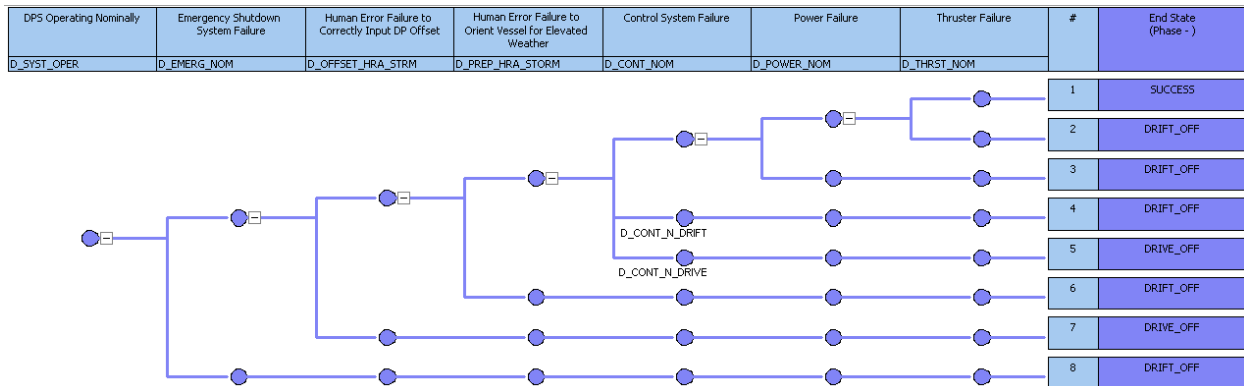 DPS Operating Nominally
Emergency Shutdown
System Failure
Human Error Failure to
Correctly Input DP Offset
Human Error Failure to
Orient Vessel for Elevated
Weather
Control System Failure
Power Failure
Thruster Failure
#
End State
(Phase - )
D_SYST_OPER
D_EMERG_NOM
D_OFFSET_HRA_STRM
D_PREP_HRA_STORM
D_CONT_NOM
D_POWER_NOM
D_THRST_NOM
1 SUCCESS
2 DRIFT_OFF
3 DRIFT_OFF
4 DRIFT_OFF
D_CONT_N_DRIFT
5 DRIVE_OFF
D_CONT_N_DRIVE
6 DRIFT_OFF
7 DRIVE_OFF
8 DRIFT_OFF